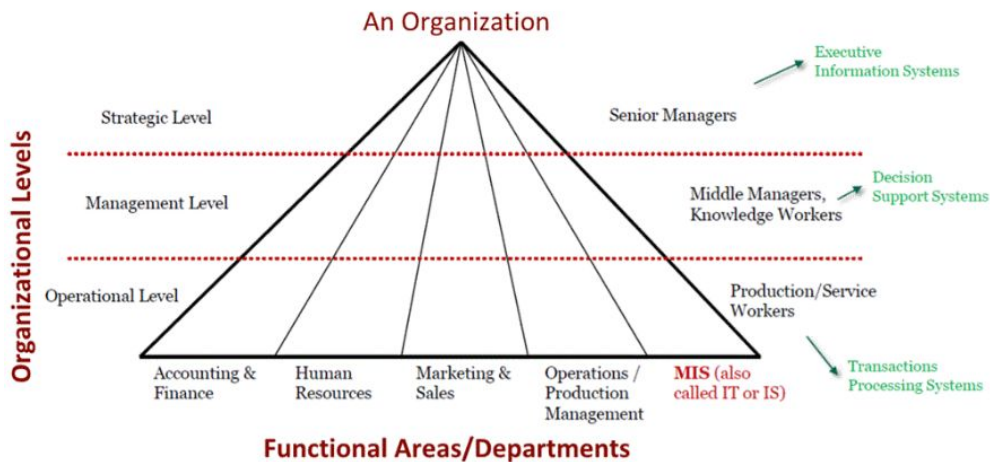 An Organization
Executive
Information Systems
Strategic Level
Senior Managers
Organizational Levels
Management Level
Middle Managers,
Knowledge Workers
Decision
Support Systems
Operational Level
Production/Service
Workers
Accounting &
Finance
Human
Resources
Marketing &
Sales
Operations /
Production
Management
MIS (also
called IT or IS)
Transactions
Processing Systems
Functional Areas/Departments